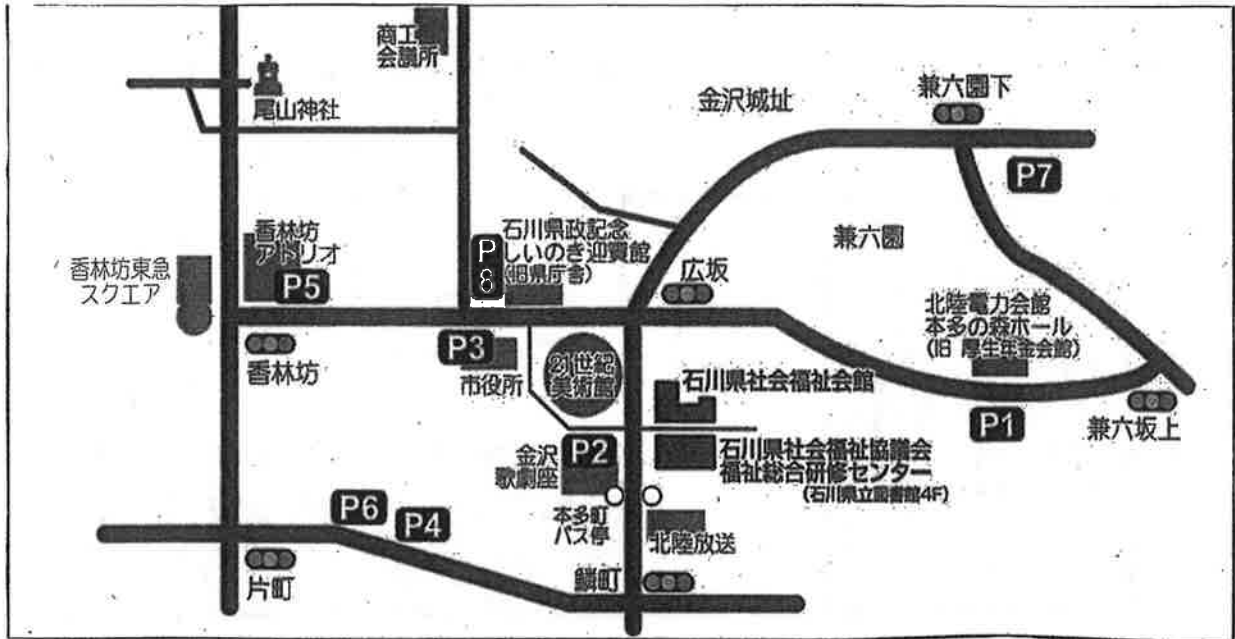 商工
会議所
尾山神社
金沢城址
兼六園下
P7
香林坊
アトリオ
P5
香林坊東急
スクエア
P
8
石川県政記念
しいのき迎賓館
(旧県庁舎)
広坂
兼六園
北陸電力会館
本多の森ホール
(旧 厚生年金会館)
香林坊
P3
市役所
21世紀
美術館
石川県社会福祉会館
P1
兼六坂上
金沢
歌劇座
P2
石川県社会福祉協議会
福祉総合研修センター
(石川県立図書館4F)
P6
P4
本多町
バス停
北陸放送
片町
鱗町